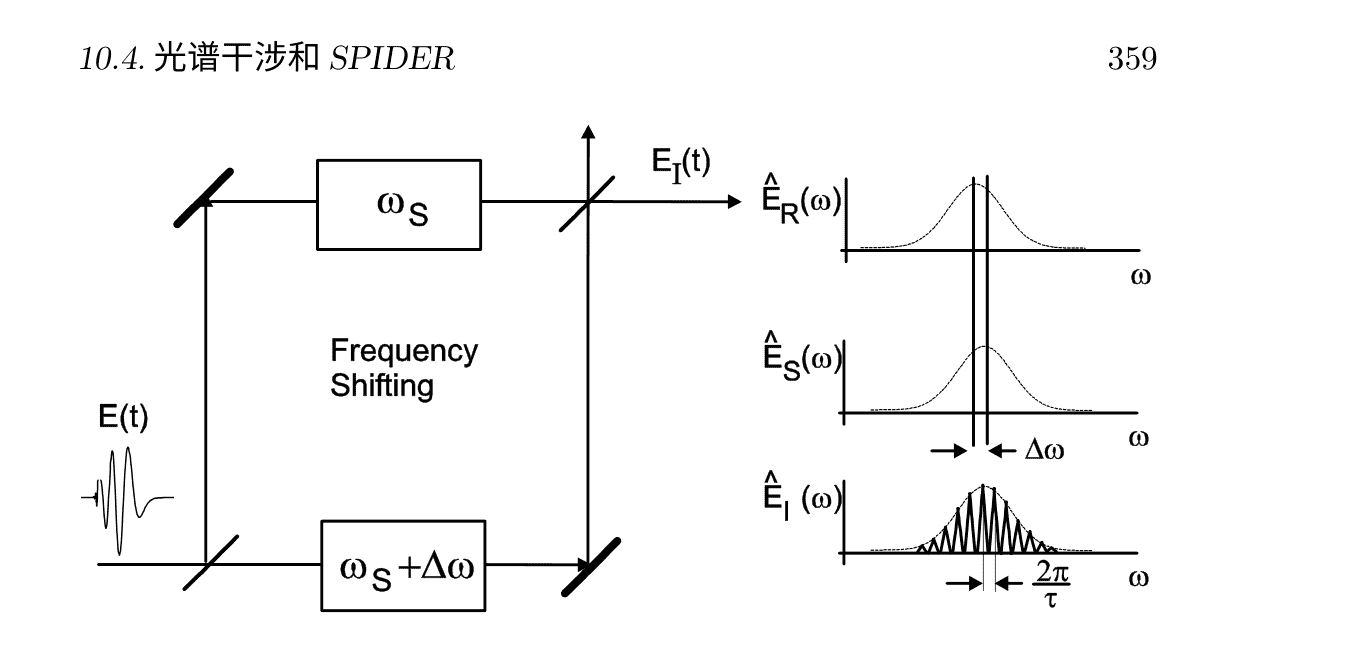 10.4. 光谱干涉和 SPIDER 359
ω_S
E_I(t)
Ê_R(ω)
ω
Frequency
Shifting
Ê_S(ω)
ω
Δω
E(t)
Ê_I (ω)
ω_S +Δω
2π
τ
ω